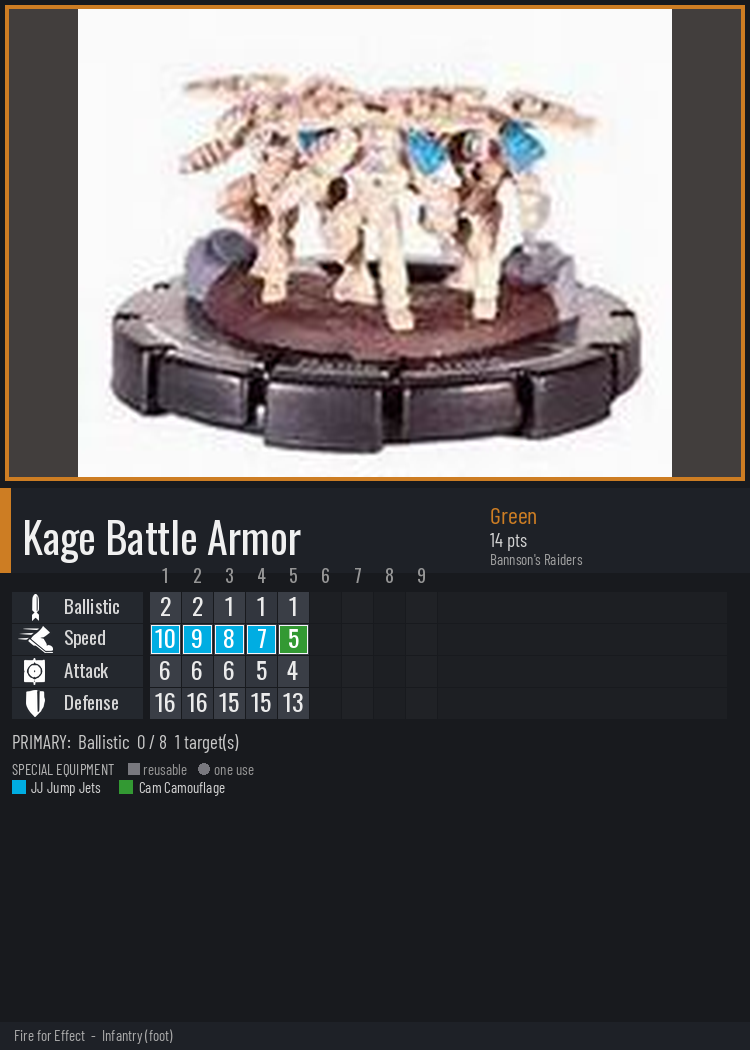 Kage Battle Armor
Green
14 pts
Bannson's Raiders
1 2 3 4 5 6 7 8 9
Ballistic 2 2 1 1 1
Speed 10 9 8 7 5
Attack 6 6 6 5 4
Defense 16 16 15 15 13
PRIMARY: Ballistic 0 / 8 1 target(s)
SPECIAL EQUIPMENT reusable one use
JJ Jump Jets Cam Camouflage
Fire for Effect - Infantry (foot)